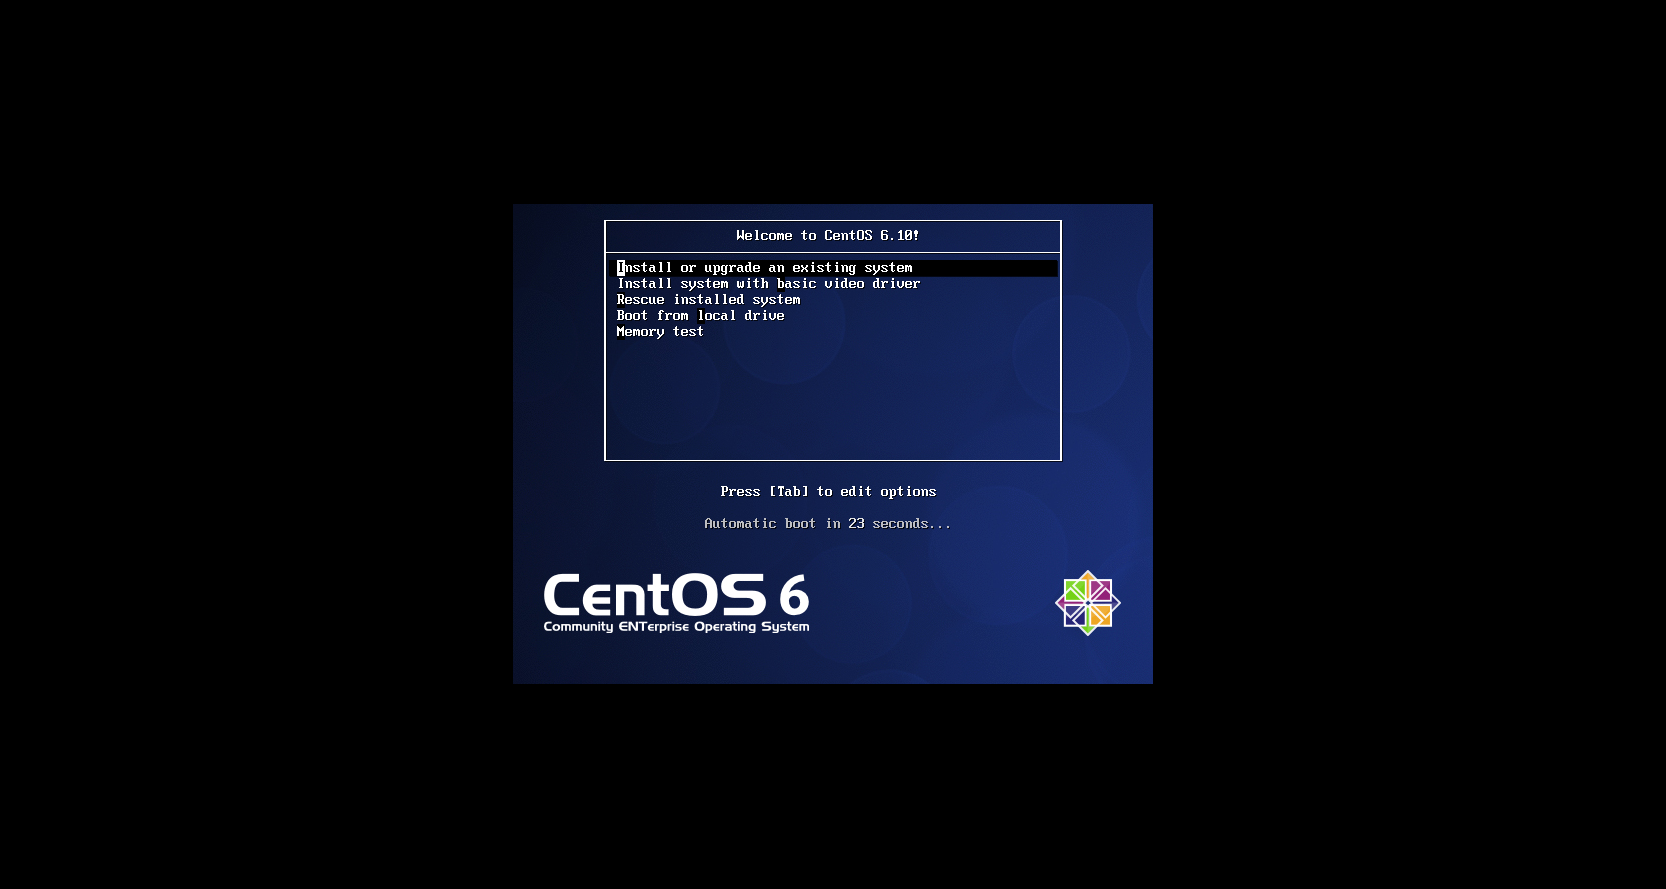 Welcome to CentOS 6.10!
Install or upgrade an existing system
Install system with basic video driver
Rescue installed system
Boot from local drive
Memory test
Press [Tab] to edit options
Automatic boot in 23 seconds...
CentOS 6
Community ENTerprise Operating System